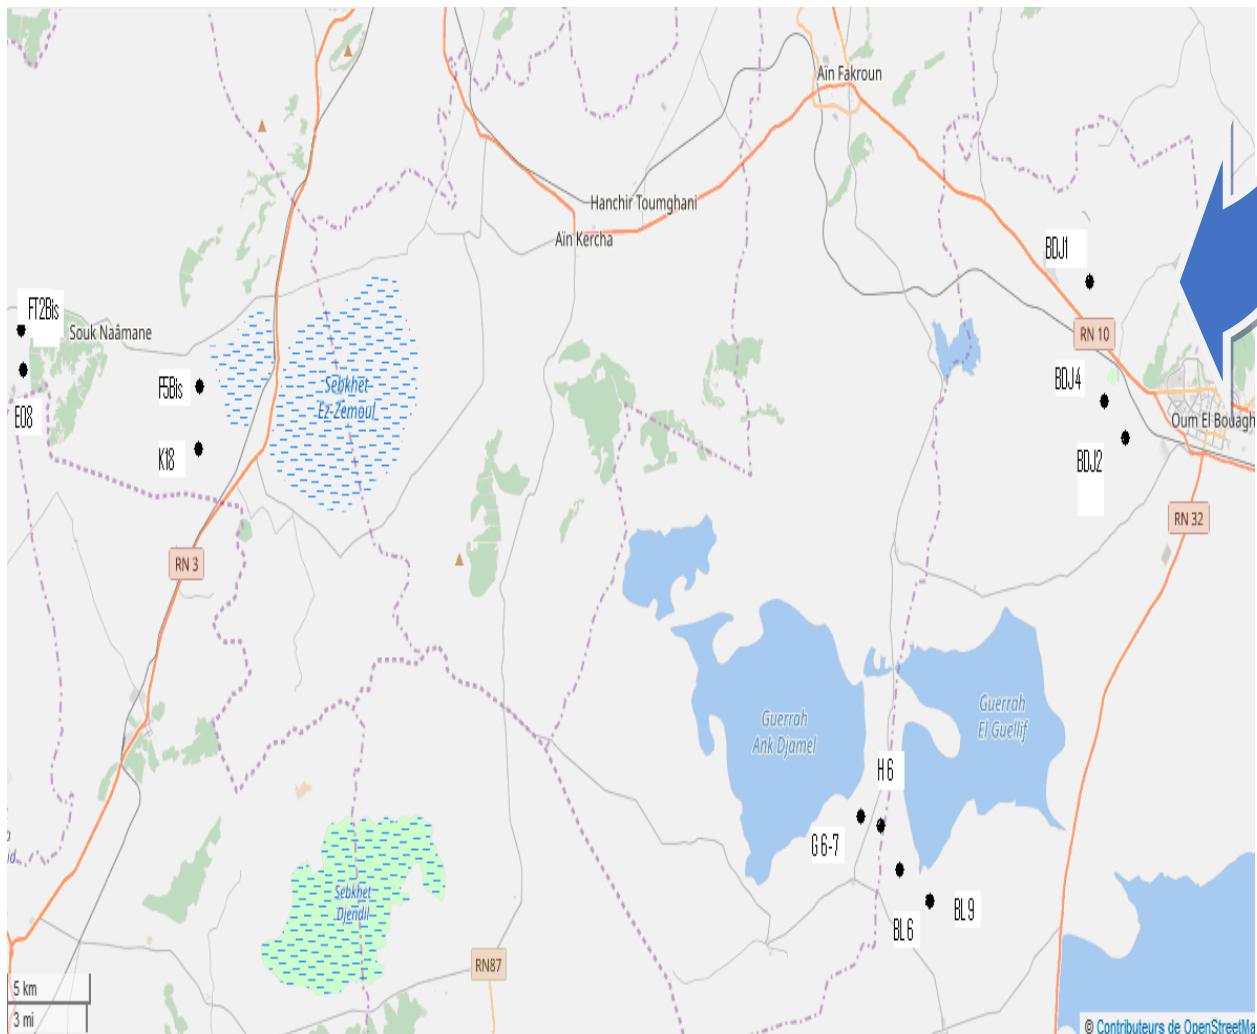 Aïn Fakroun
Hanchir Toumghani
Aïn Kercha
BDJ1
FT2Bis
Souk Naâmane
RN 10
F5Bis
Sebkhet
Ez-Zemoul
BDJ4
E08
Oum El Bouagh
K18
BDJ2
RN 32
RN 3
Guerrah
Ank Djamel
Guerrah
El Guellif
H 6
G 6-7
Sebkhet
Djendil
BL 9
BL 6
RN87
5 km
3 mi
© Contributeurs de OpenStreetMa